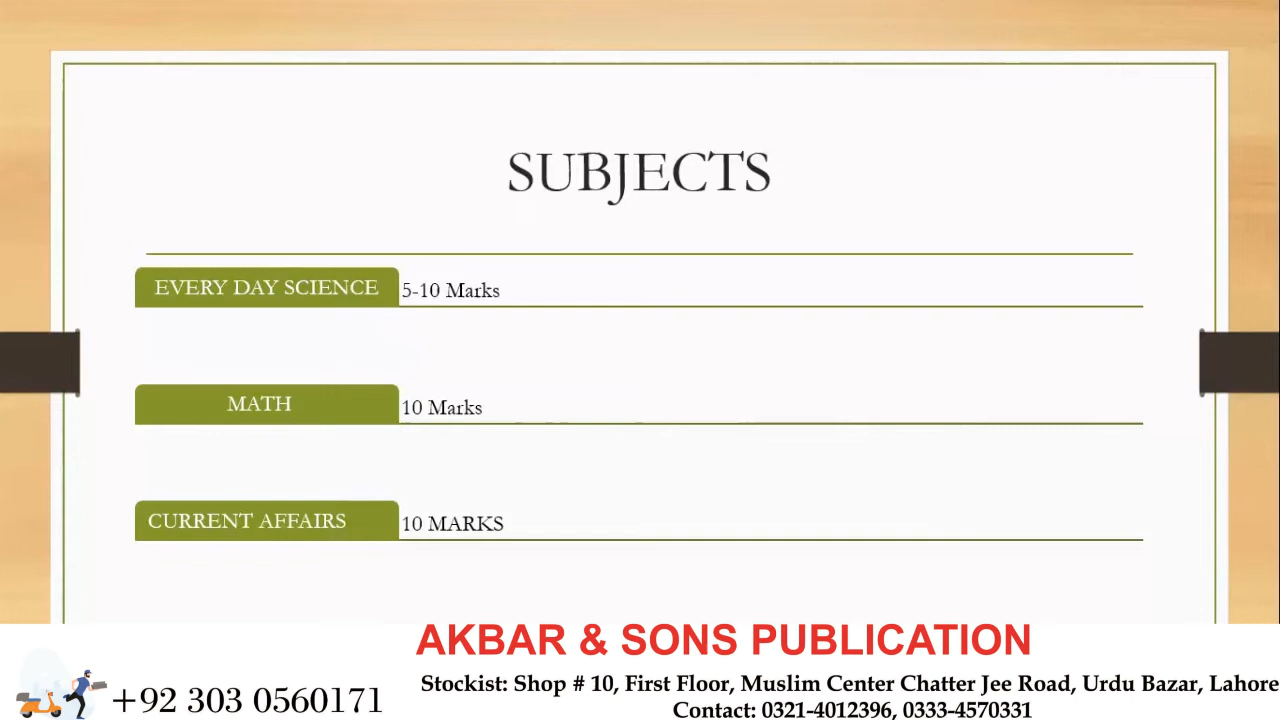 SUBJECTS
EVERY DAY SCIENCE 5-10 Marks
MATH 10 Marks
CURRENT AFFAIRS 10 MARKS
AKBAR & SONS PUBLICATION
Stockist: Shop # 10, First Floor, Muslim Center Chatter Jee Road, Urdu Bazar, Lahore
+92 303 0560171
Contact: 0321-4012396, 0333-4570331